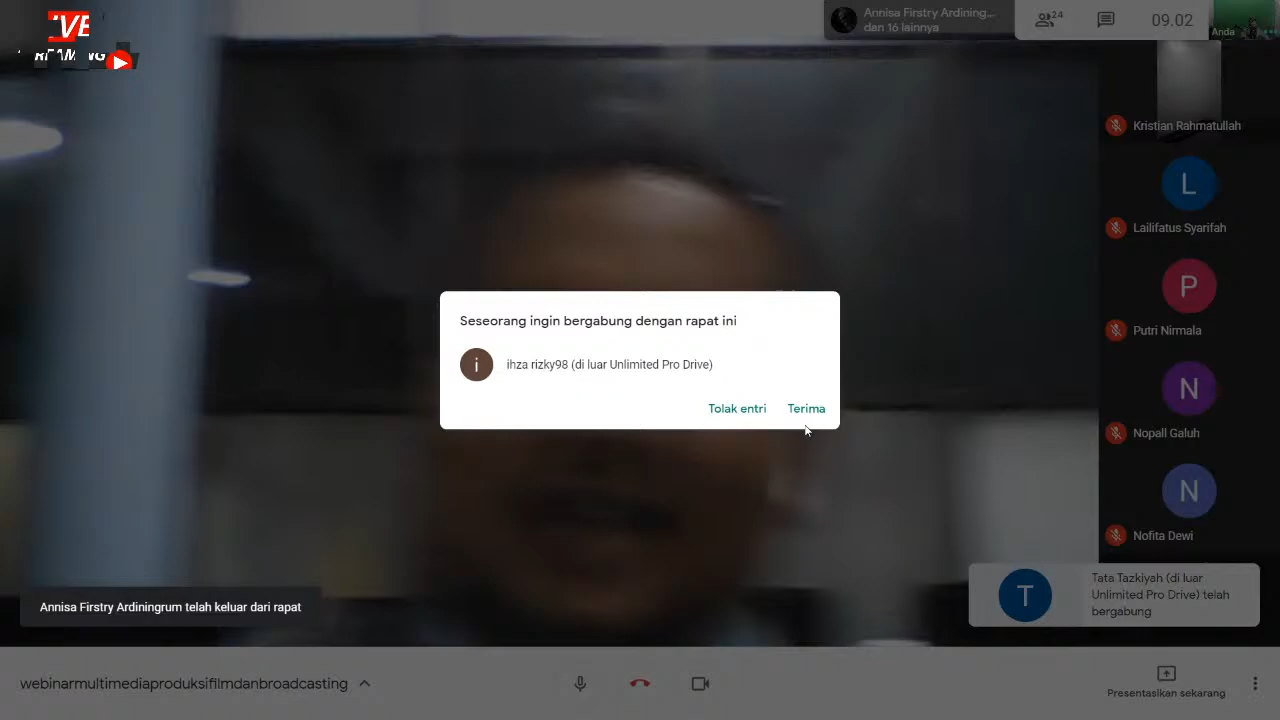 Annisa Firstry Ardining...
dan 16 lainnya
24
09.02
Anda
Kristian Rahmatullah
L
Lailifatus Syarifah
P
Putri Nirmala
N
Nopall Galuh
N
Nofita Dewi
Seseorang ingin bergabung dengan rapat ini
i
ihza rizky98 (di luar Unlimited Pro Drive)
Tolak entri Terima
T
Tata Tazkiyah (di luar
Unlimited Pro Drive) telah
bergabung
Annisa Firstry Ardiningrum telah keluar dari rapat
webinarmultimediaproduksifilmdanbroadcasting
Presentasikan sekarang